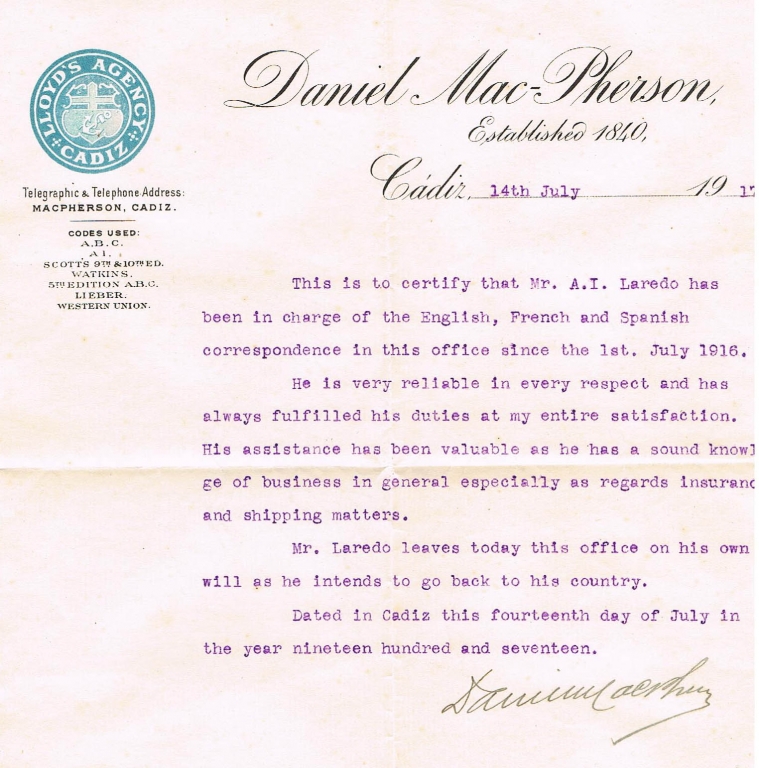 LLOYD'S AGENCY
CADIZ
Daniel Mac-Pherson,
Established 1840,
Cádiz, 14th July 19 17
Telegraphic & Telephone Address:
MACPHERSON, CADIZ.
CODES USED:
A.B.C.
A 1.
SCOTT'S 9TH & 10TH ED.
WATKINS.
5TH EDITION A.B.C.
LIEBER.
WESTERN UNION.
This is to certify that Mr. A.I. Laredo has
been in charge of the English, French and Spanish
correspondence in this office since the 1st. July 1916.
He is very reliable in every respect and has
always fulfilled his duties at my entire satisfaction.
His assistance has been valuable as he has a sound knowl
ge of business in general especially as regards insuranc
and shipping matters.
Mr. Laredo leaves today this office on his own
will as he intends to go back to his country.
Dated in Cadiz this fourteenth day of July in
the year nineteen hundred and seventeen.